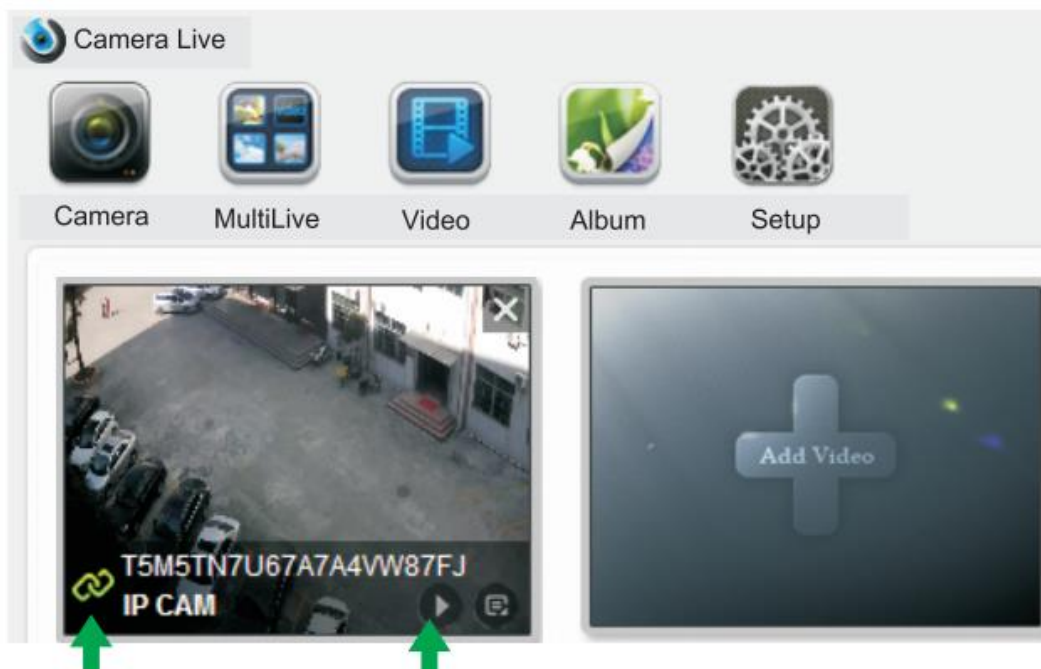 Camera Live
Camera
MultiLive
Video
Album
Setup
Add Video
T5M5TN7U67A7A4VW87FJ
IP CAM